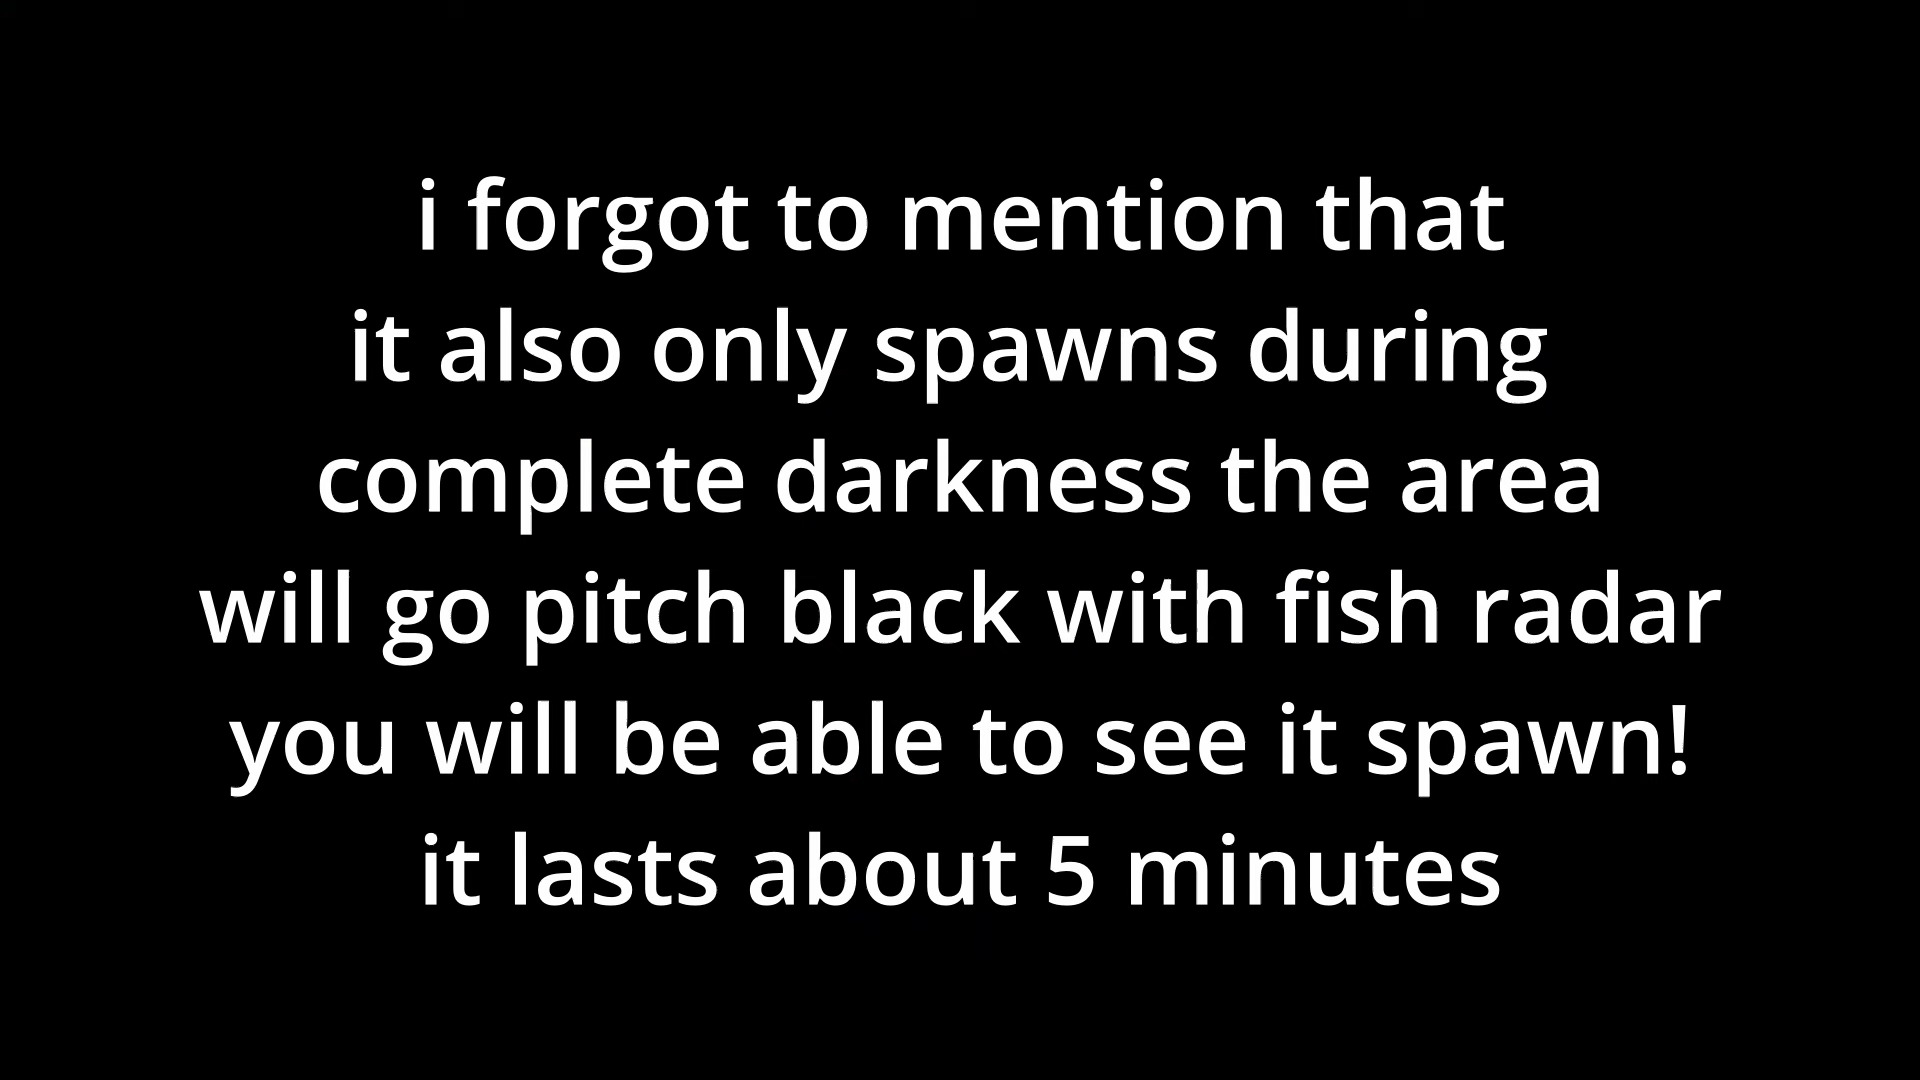 i forgot to mention that
it also only spawns during
complete darkness the area
will go pitch black with fish radar
you will be able to see it spawn!
it lasts about 5 minutes